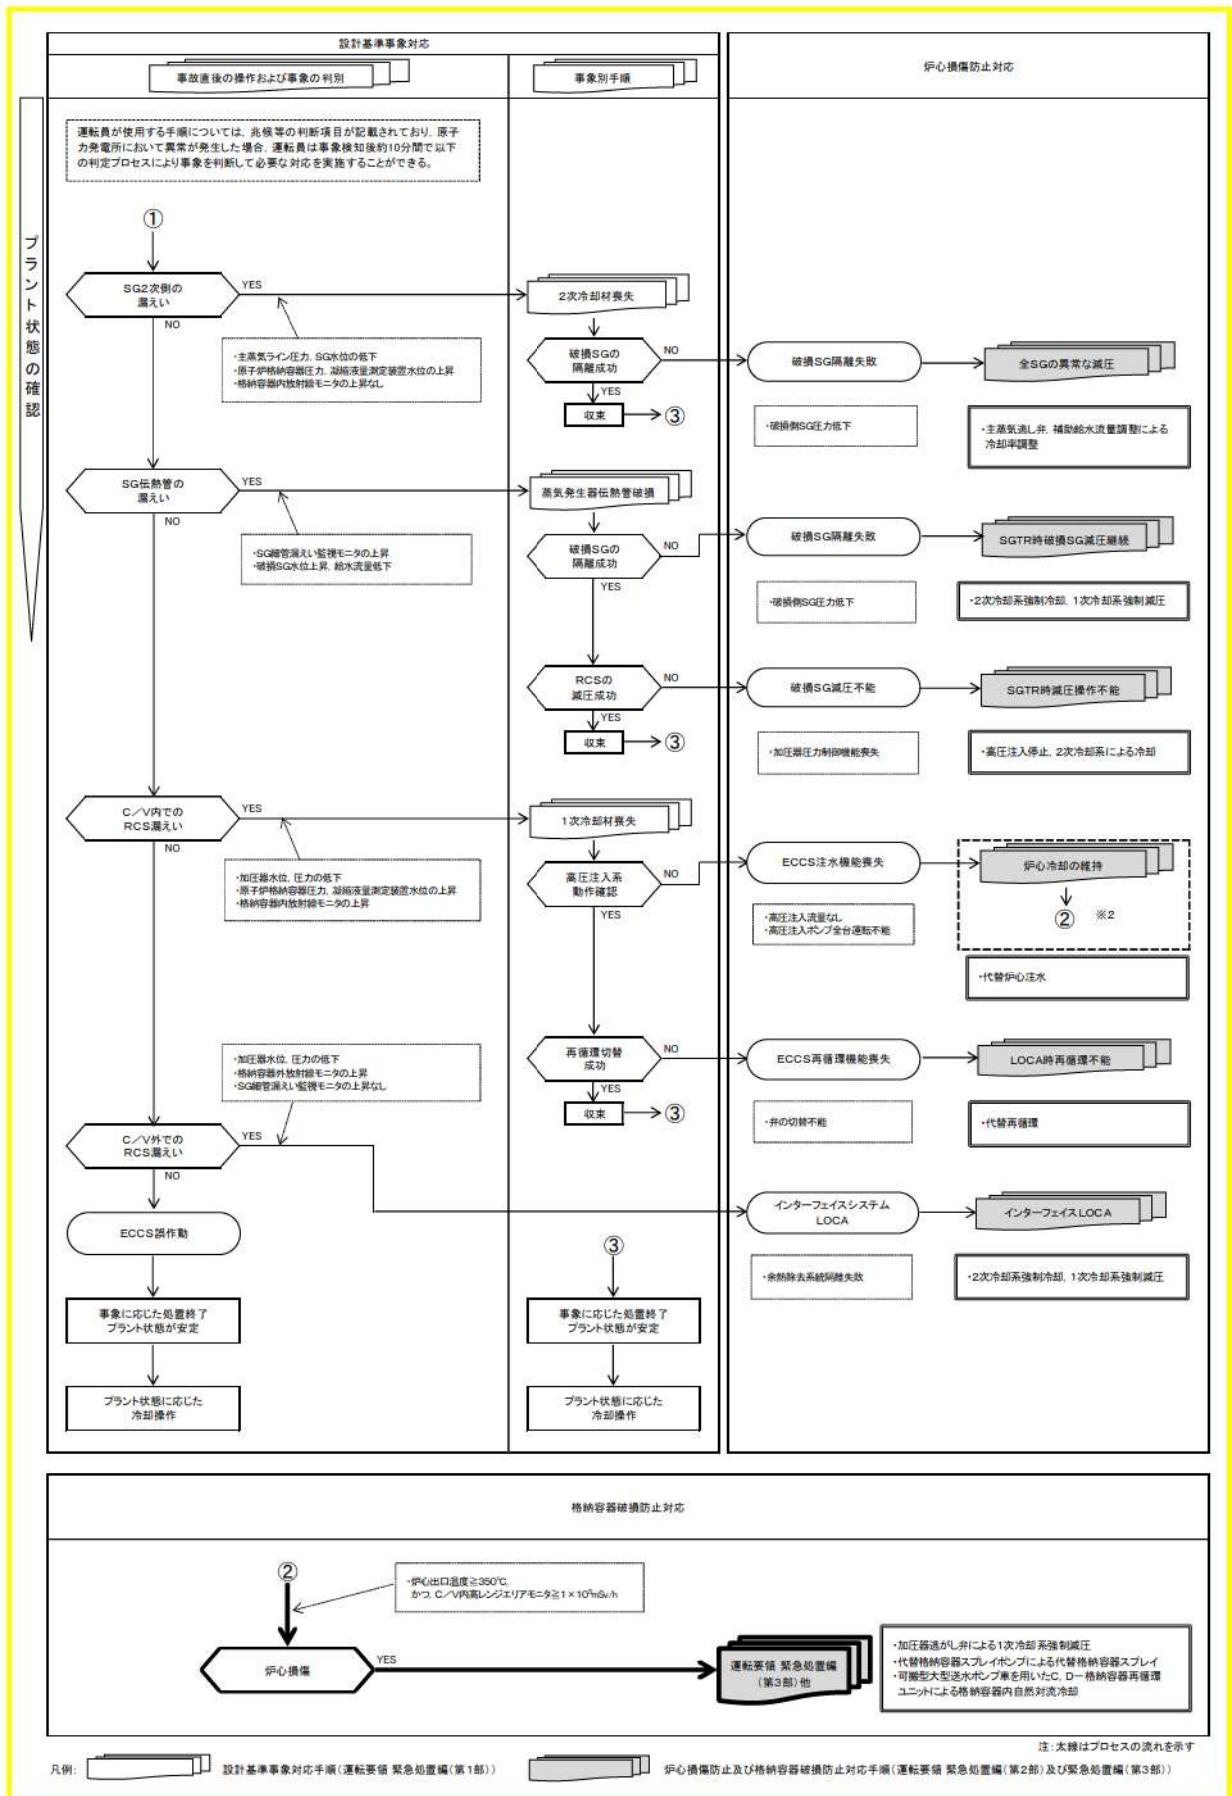 設計基準事象対応
事故直後の操作および事象の判別
事象別手順
炉心損傷防止対応
プラント状態の確認
運転員が使用する手順については、兆候等の判断項目が記載されており、原子
力発電所において異常が発生した場合、運転員は事象検知後約10分間で以下
の判定プロセスにより事象を判断して必要な対応を実施することができる。
①
SG2次側の
漏えい
YES
NO
・主蒸気ライン圧力、SG水位の低下
・原子炉格納容器圧力、凝縮液量測定装置水位の上昇
・格納容器内放射線モニタの上昇なし
2次冷却材喪失
破損SGの
隔離成功
NO
YES
収束
③
破損SG隔離失敗
全SGの異常な減圧
・破損側SG圧力低下
・主蒸気逃し弁、補助給水流量調整による
冷却率調整
SG伝熱管の
漏えい
YES
NO
・SG細管漏えい監視モニタの上昇
・破損SG水位上昇、給水流量低下
蒸気発生器伝熱管破損
破損SGの
隔離成功
NO
YES
破損SG隔離失敗
SGTR時破損SG減圧継続
・破損側SG圧力低下
・2次冷却系強制冷却、1次冷却系強制減圧
RCSの
減圧成功
NO
YES
収束
③
破損SG減圧不能
SGTR時減圧操作不能
・加圧器圧力制御機能喪失
・高圧注入停止、2次冷却系による冷却
C/V内での
RCS漏えい
YES
NO
・加圧器水位、圧力の低下
・原子炉格納容器圧力、凝縮液量測定装置水位の上昇
・格納容器内放射線モニタの上昇
1次冷却材喪失
高圧注入系
動作確認
NO
YES
ECCS注水機能喪失
炉心冷却の維持
② ※2
・高圧注入流量なし
・高圧注入ポンプ全台運転不能
・代替炉心注水
・加圧器水位、圧力の低下
・格納容器外放射線モニタの上昇
・SG細管漏えい監視モニタの上昇なし
再循環切替
成功
NO
YES
収束
③
ECCS再循環機能喪失
LOCA時再循環不能
・弁の切替不能
・代替再循環
C/V外での
RCS漏えい
YES
NO
インターフェイスシステム
LOCA
インターフェイスLOCA
・余熱除去系統隔離失敗
・2次冷却系強制冷却、1次冷却系強制減圧
ECCS誤作動
③
事象に応じた処置終了
プラント状態が安定
事象に応じた処置終了
プラント状態が安定
プラント状態に応じた
冷却操作
プラント状態に応じた
冷却操作
格納容器破損防止対応
②
・炉心出口温度≧350℃、
かつ、C/V内高レンジエリアモニタ≧1×10⁵mSv/h
炉心損傷
YES
運転要領 緊急処置編
(第3部)他
・加圧器逃がし弁による1次冷却系強制減圧
・代替格納容器スプレイポンプによる代替格納容器スプレイ
・可搬型大型送水ポンプ車を用いたC、D-格納容器再循環
ユニットによる格納容器内自然対流冷却
注:太線はプロセスの流れを示す
凡例:
設計基準事象対応手順(運転要領 緊急処置編(第1部))
炉心損傷防止及び格納容器破損防止対応手順(運転要領 緊急処置編(第2部)及び緊急処置編(第3部))